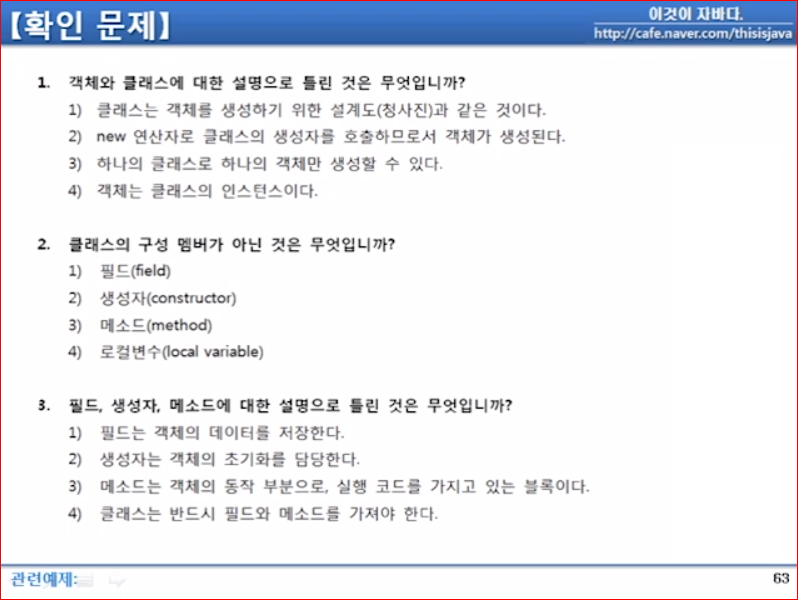 【확인 문제】
이것이 자바다.
http://cafe.naver.com/thisisjava
1. 객체와 클래스에 대한 설명으로 틀린 것은 무엇입니까?
1) 클래스는 객체를 생성하기 위한 설계도(청사진)과 같은 것이다.
2) new 연산자로 클래스의 생성자를 호출하므로서 객체가 생성된다.
3) 하나의 클래스로 하나의 객체만 생성할 수 있다.
4) 객체는 클래스의 인스턴스이다.
2. 클래스의 구성 멤버가 아닌 것은 무엇입니까?
1) 필드(field)
2) 생성자(constructor)
3) 메소드(method)
4) 로컬변수(local variable)
3. 필드, 생성자, 메소드에 대한 설명으로 틀린 것은 무엇입니까?
1) 필드는 객체의 데이터를 저장한다.
2) 생성자는 객체의 초기화를 담당한다.
3) 메소드는 객체의 동작 부분으로, 실행 코드를 가지고 있는 블록이다.
4) 클래스는 반드시 필드와 메소드를 가져야 한다.
관련예제:
63